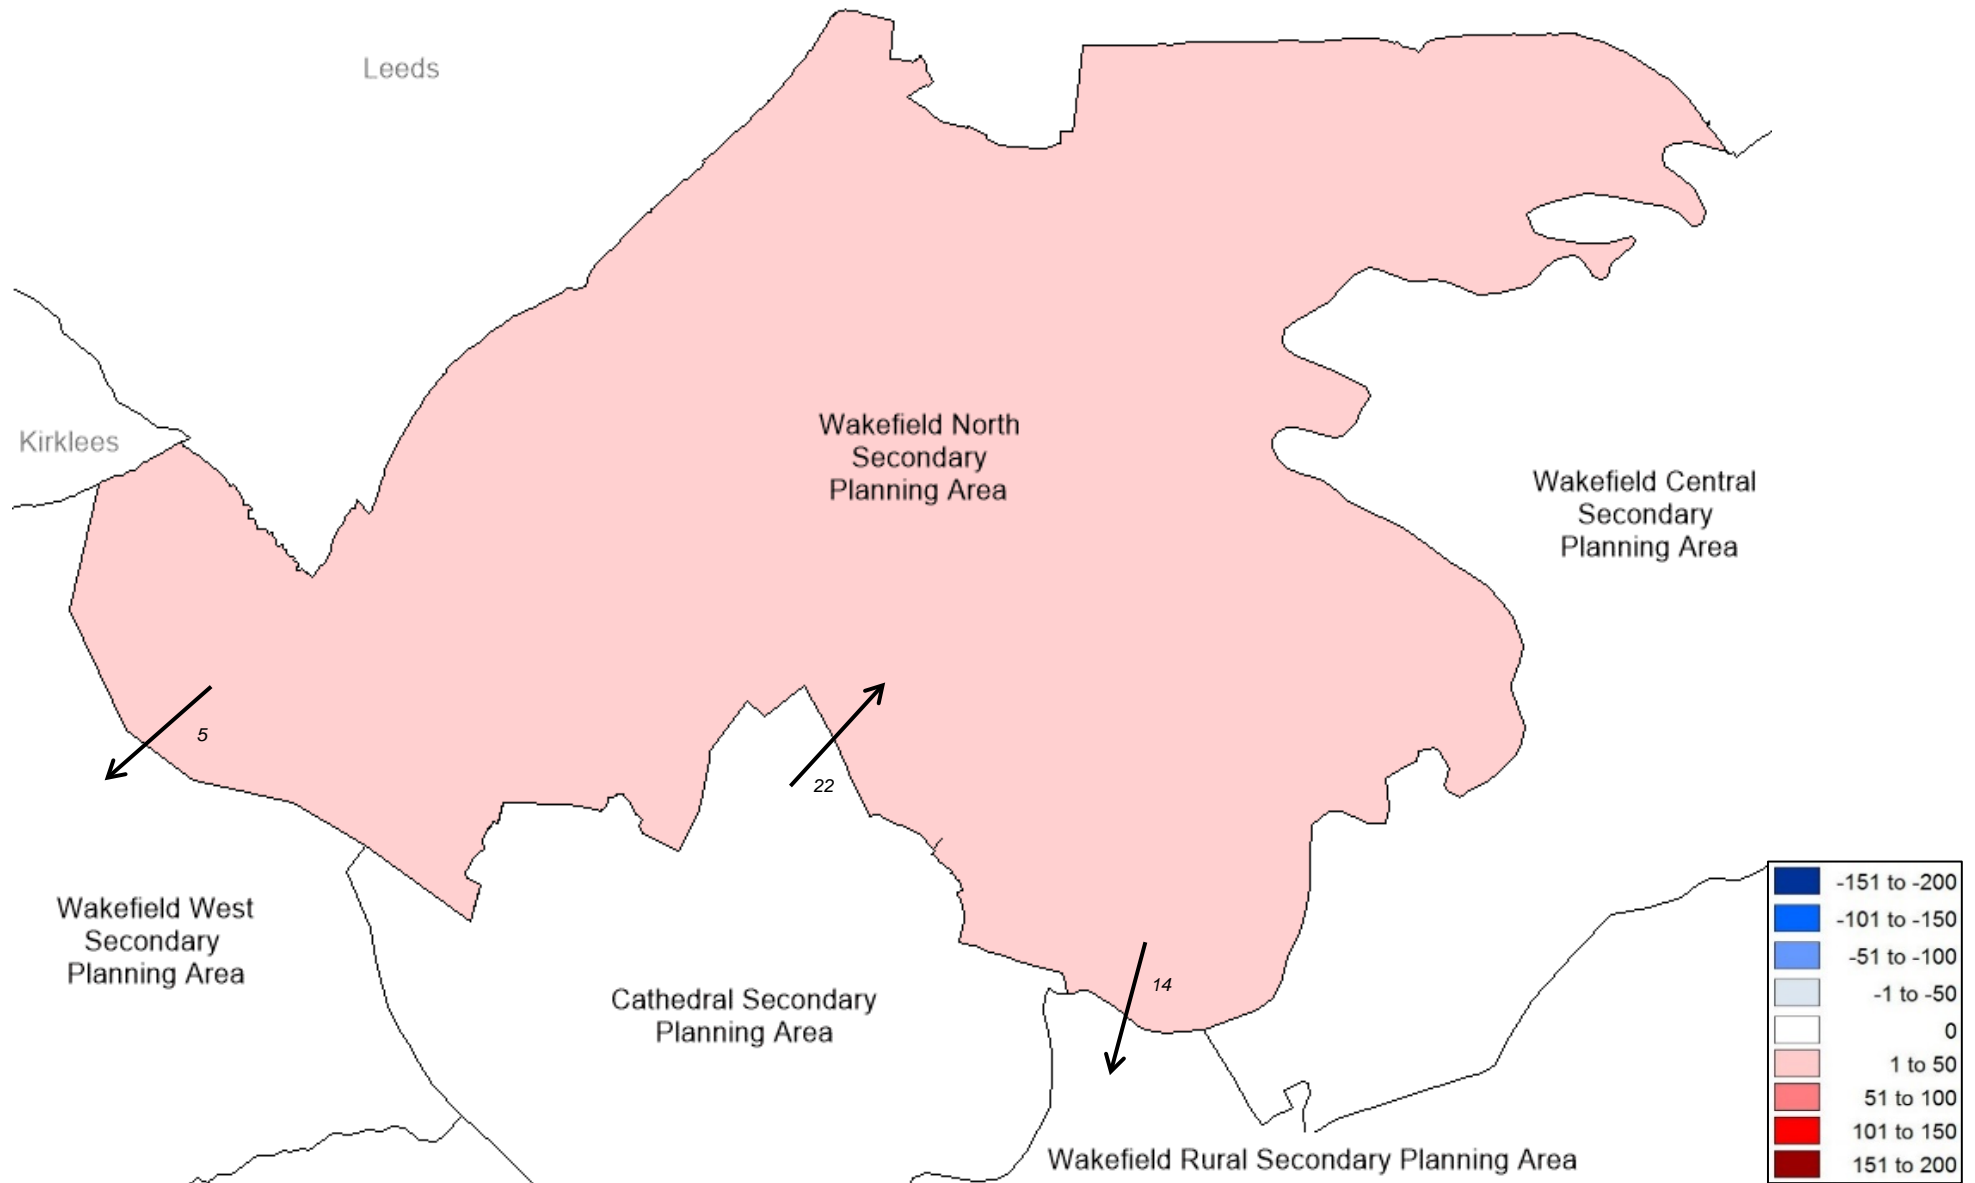 Leeds
Kirklees
Wakefield North
Secondary
Planning Area
Wakefield Central
Secondary
Planning Area
5
22
Wakefield West
Secondary
Planning Area
Cathedral Secondary
Planning Area
14
Wakefield Rural Secondary Planning Area
-151 to -200
-101 to -150
-51 to -100
-1 to -50
0
1 to 50
51 to 100
101 to 150
151 to 200